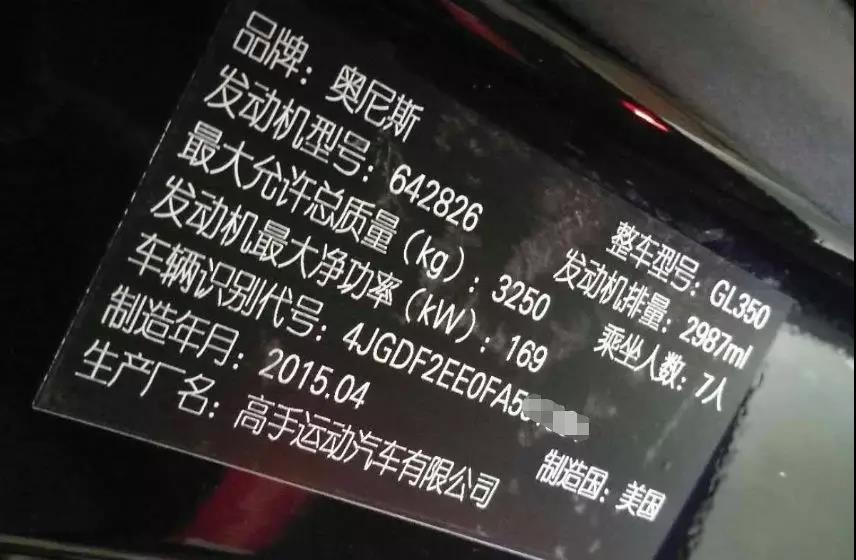 品牌：奥尼斯
发动机型号：642826 整车型号：GL350
最大允许总质量（kg）：3250 发动机排量：2987ml
发动机最大净功率（kW）：169 乘坐人数：7人
车辆识别代号：4JGDF2EE0FA5
制造年月：2015.04
生产厂名：高手运动汽车有限公司 制造国：美国